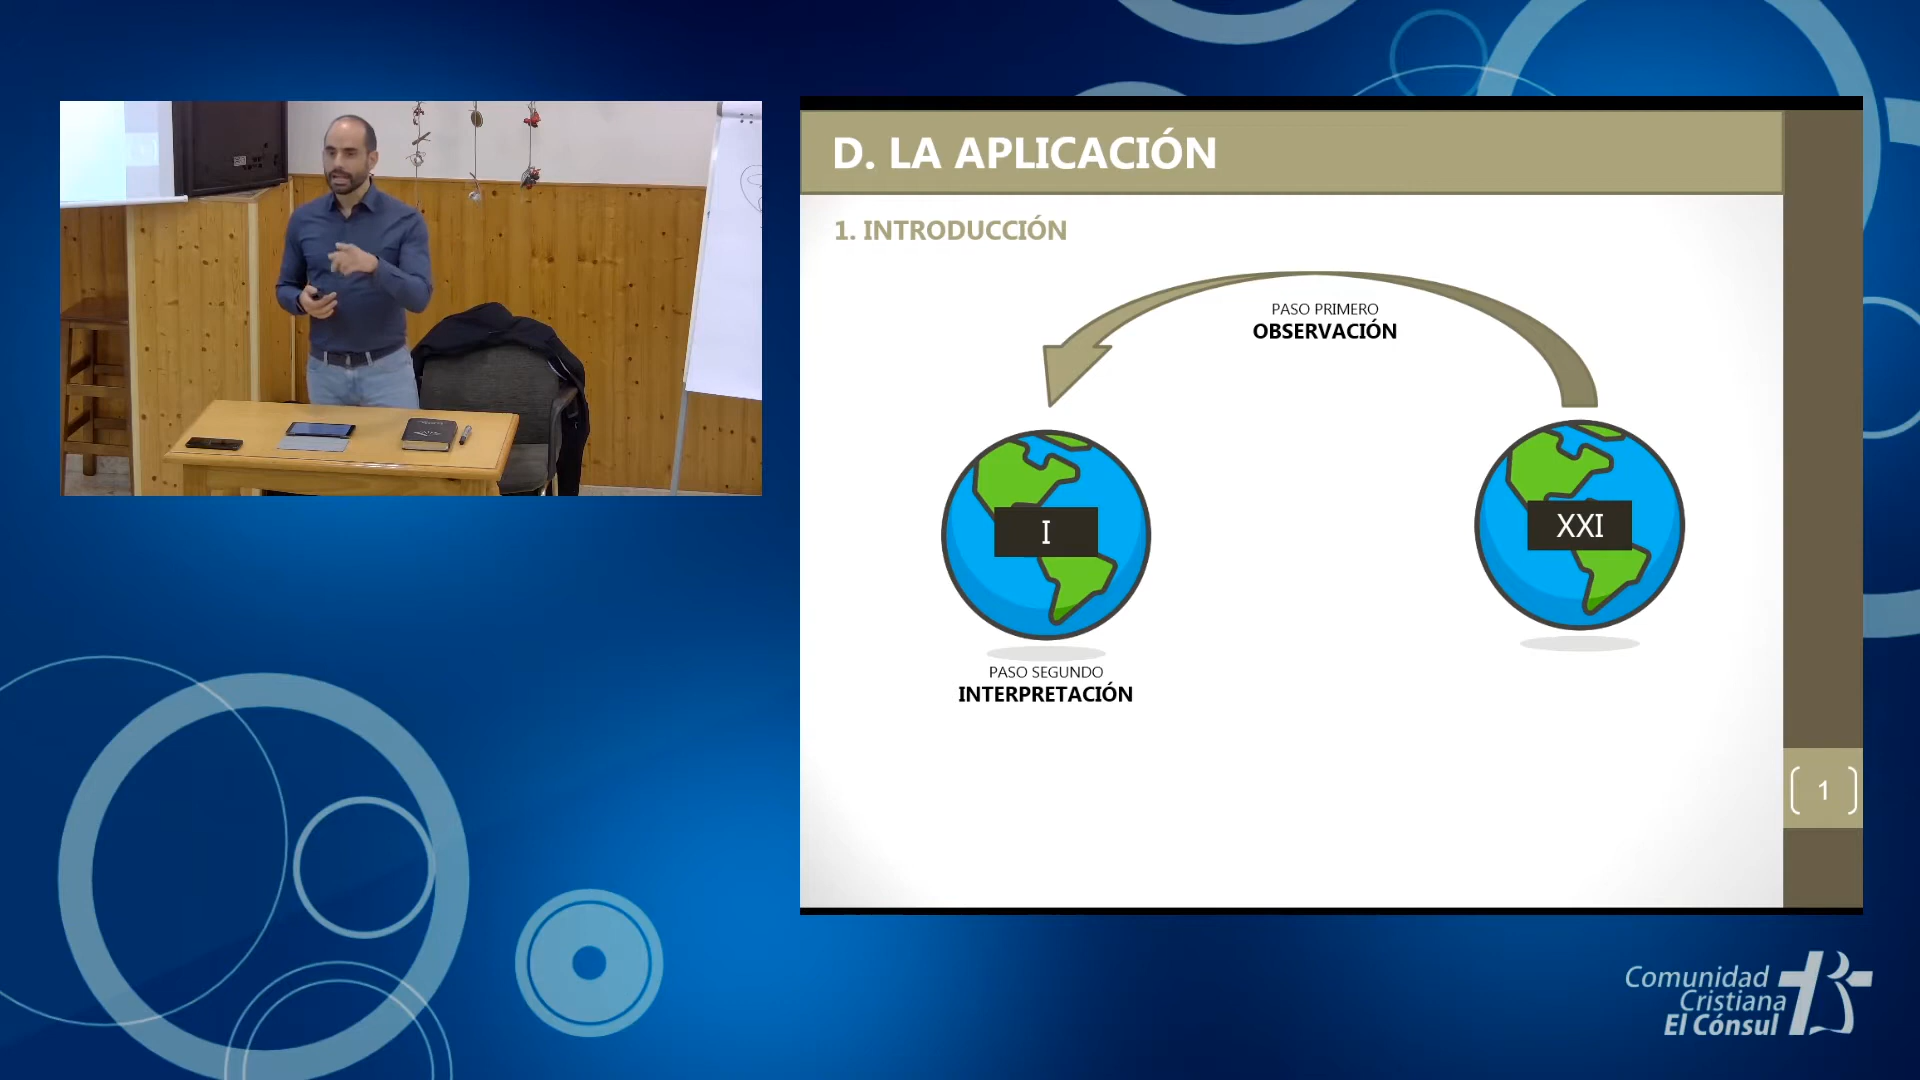 D. LA APLICACIÓN
1. INTRODUCCIÓN
PASO PRIMERO
OBSERVACIÓN
I
XXI
PASO SEGUNDO
INTERPRETACIÓN
1
Comunidad
Cristiana
El Cónsul